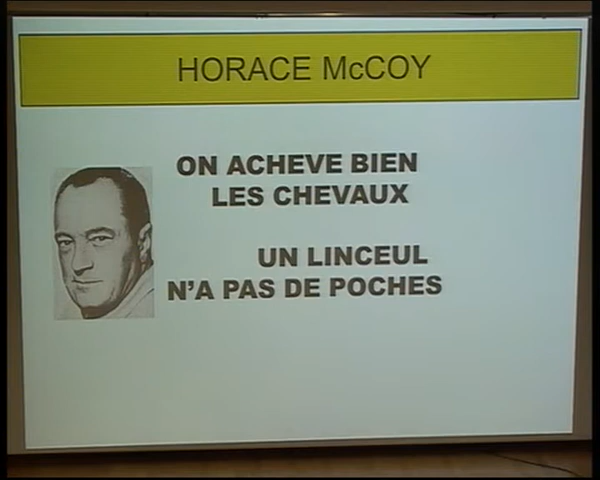 HORACE McCOY
ON ACHEVE BIEN
LES CHEVAUX
UN LINCEUL
N'A PAS DE POCHES